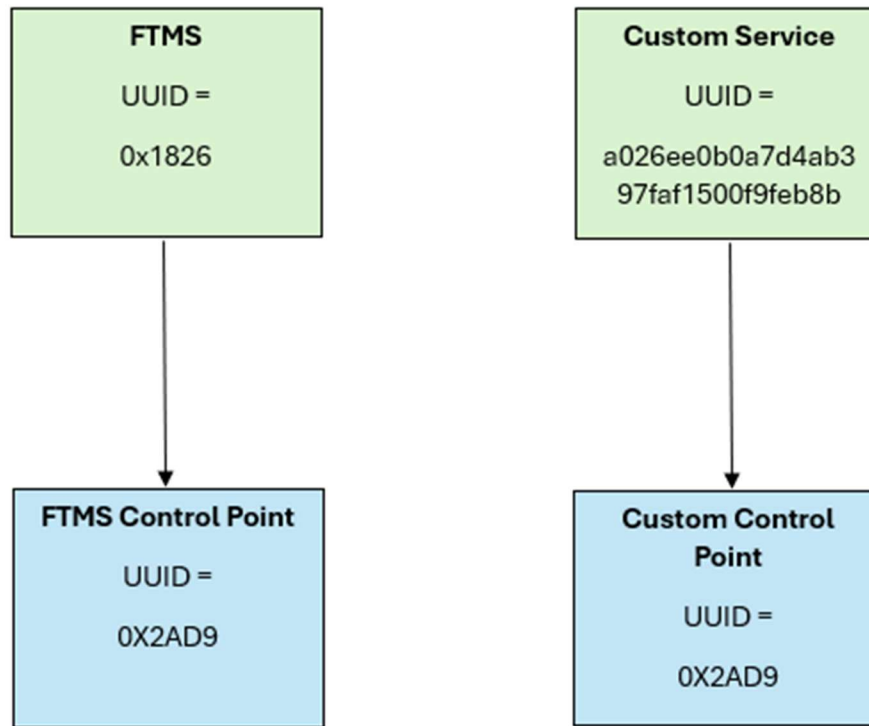 FTMS
UUID =
0x1826
Custom Service
UUID =
a026ee0b0a7d4ab3
97faf1500f9feb8b
FTMS Control Point
UUID =
0X2AD9
Custom Control
Point
UUID =
0X2AD9